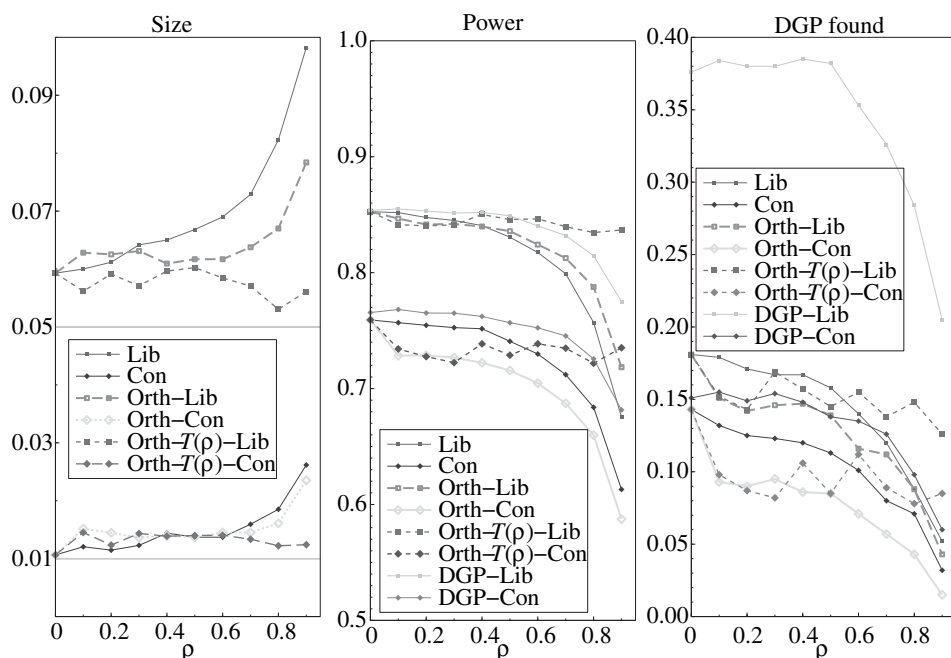 Size
0.09
0.07
0.05
0.03
0.01
Lib
Con
Orth−Lib
Orth−Con
Orth−T(ρ)−Lib
Orth−T(ρ)−Con
0 0.2 0.4 0.6 0.8
ρ
Power
1.0
0.9
0.8
0.7
0.6
0.5
Lib
Con
Orth−Lib
Orth−Con
Orth−T(ρ)−Lib
Orth−T(ρ)−Con
DGP−Lib
DGP−Con
0 0.2 0.4 0.6 0.8
ρ
DGP found
0.40
0.35
0.30
0.25
0.20
0.15
0.10
0.05
0.00
Lib
Con
Orth−Lib
Orth−Con
Orth−T(ρ)−Lib
Orth−T(ρ)−Con
DGP−Lib
DGP−Con
0 0.2 0.4 0.6 0.8
ρ